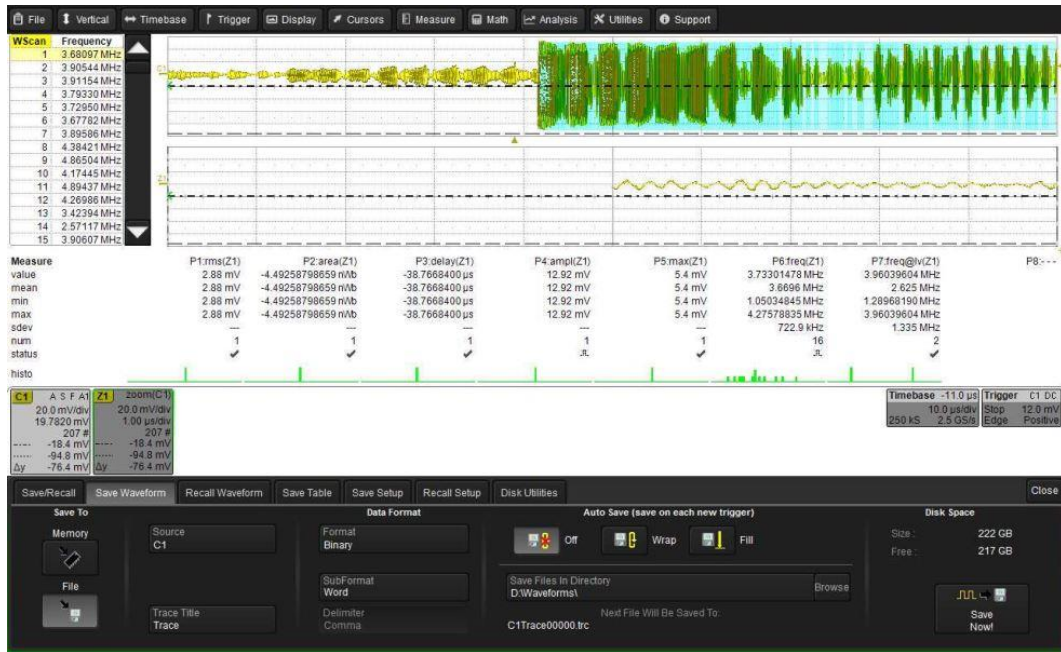 File Vertical Timebase Trigger Display Cursors Measure Math Analysis Utilities Support
WScan Frequency
1 3.68097 MHz
2 3.90544 MHz
3 3.91154 MHz
4 3.79330 MHz
5 3.72950 MHz
6 3.67782 MHz
7 3.89586 MHz
8 4.38421 MHz
9 4.86504 MHz
10 4.17445 MHz
11 4.89437 MHz
12 4.26986 MHz
13 3.42394 MHz
14 2.57117 MHz
15 3.90607 MHz
C1
Z1
Measure P1:rms(Z1) P2:area(Z1) P3:delay(Z1) P4:ampl(Z1) P5:max(Z1) P6:freq(Z1) P7:freq@lv(Z1) P8:- - -
value 2.88 mV -4.49258798659 nWb -38.7668400 µs 12.92 mV 5.4 mV 3.73301478 MHz 3.96039604 MHz
mean 2.88 mV -4.49258798659 nWb -38.7668400 µs 12.92 mV 5.4 mV 3.6696 MHz 2.625 MHz
min 2.88 mV -4.49258798659 nWb -38.7668400 µs 12.92 mV 5.4 mV 1.05034845 MHz 1.28968190 MHz
max 2.88 mV -4.49258798659 nWb -38.7668400 µs 12.92 mV 5.4 mV 4.27578835 MHz 3.96039604 MHz
sdev --- --- --- --- --- 722.9 kHz 1.335 MHz
num 1 1 1 1 1 16 2
status
histo
C1 A S F A1 Z1 zoom(C1) Timebase -11.0 µs Trigger C1 DC
20.0 mV/div 20.0 mV/div 10.0 µs/div Stop 12.0 mV
19.7820 mV 1.00 µs/div 250 kS 2.5 GS/s Edge Positive
207 # 207 #
-18.4 mV -18.4 mV
-94.8 mV -94.8 mV
Δy -76.4 mV Δy -76.4 mV
Save/Recall Save Waveform Recall Waveform Save Table Save Setup Recall Setup Disk Utilities Close
Save To Data Format Auto Save (save on each new trigger) Disk Space
Memory Source Format Off Wrap Fill Size : 222 GB
C1 Binary Free : 217 GB
File SubFormat Save Files In Directory
Word D:\Waveforms\ Browse
Trace Title Delimiter Next File Will Be Saved To: Save
Trace Comma C1Trace00000.trc Now!